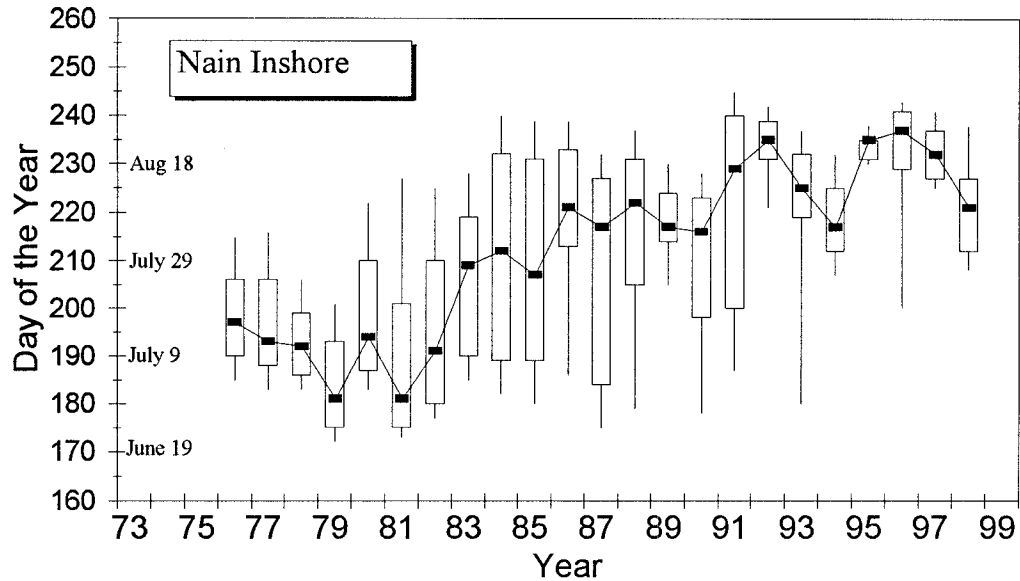 Nain Inshore
Day of the Year
260
250
240
230
220
210
200
190
180
170
160
Aug 18
July 29
July 9
June 19
73 75 77 79 81 83 85 87 89 91 93 95 97 99
Year